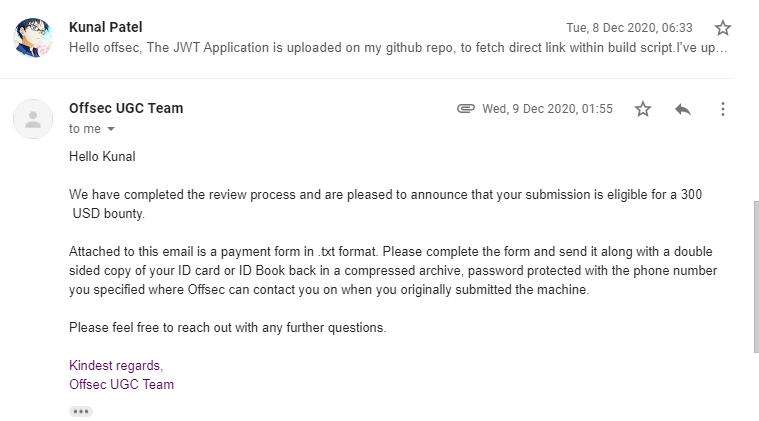 Kunal Patel
Tue, 8 Dec 2020, 06:33
Hello offsec, The JWT Application is uploaded on my github repo, to fetch direct link within build script.I've up...
Offsec UGC Team
Wed, 9 Dec 2020, 01:55
to me
Hello Kunal
We have completed the review process and are pleased to announce that your submission is eligible for a 300
USD bounty.
Attached to this email is a payment form in .txt format. Please complete the form and send it along with a double
sided copy of your ID card or ID Book back in a compressed archive, password protected with the phone number
you specified where Offsec can contact you on when you originally submitted the machine.
Please feel free to reach out with any further questions.
Kindest regards,
Offsec UGC Team